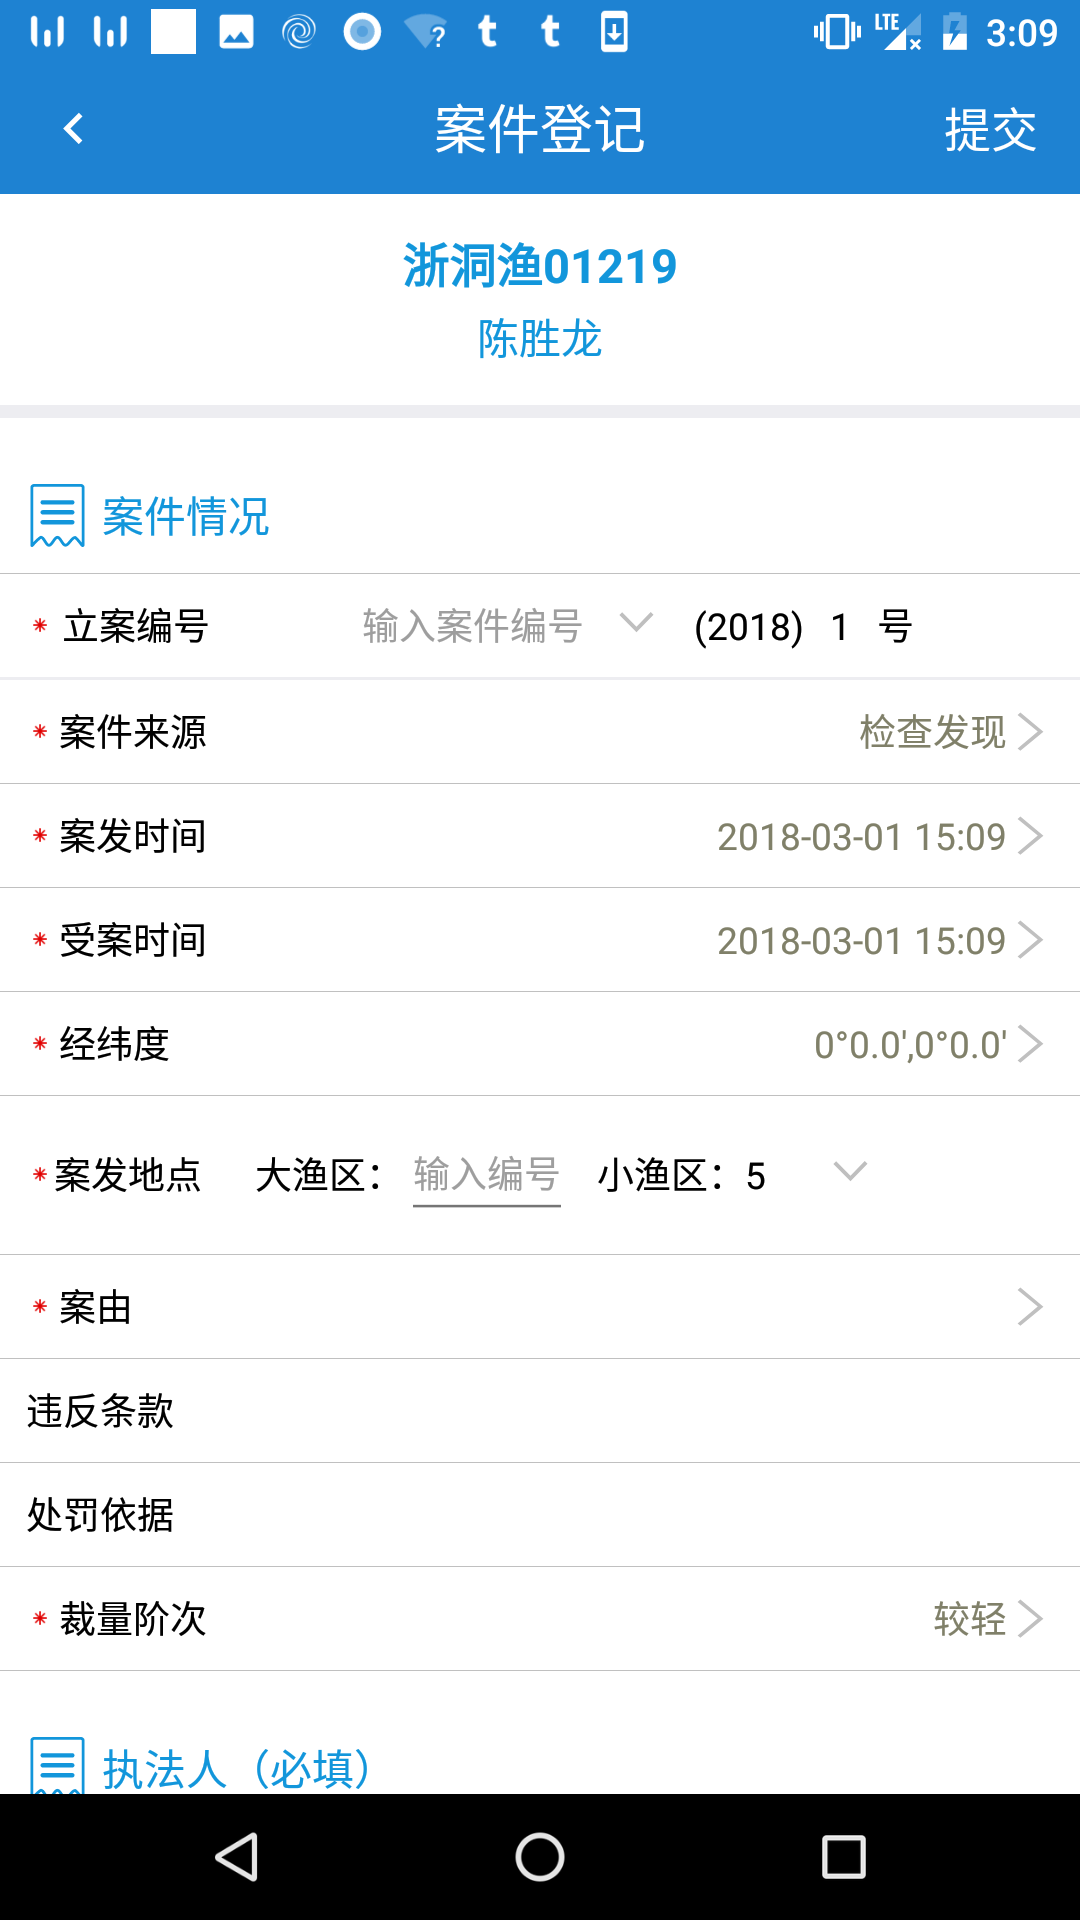 LTE 3:09
案件登记 提交
浙洞渔01219
陈胜龙
案件情况
* 立案编号 输入案件编号 (2018) 1 号
* 案件来源 检查发现
* 案发时间 2018-03-01 15:09
* 受案时间 2018-03-01 15:09
* 经纬度 0°0.0',0°0.0'
* 案发地点 大渔区： 输入编号 小渔区：5
* 案由
违反条款
处罚依据
* 裁量阶次 较轻
执法人（必填）